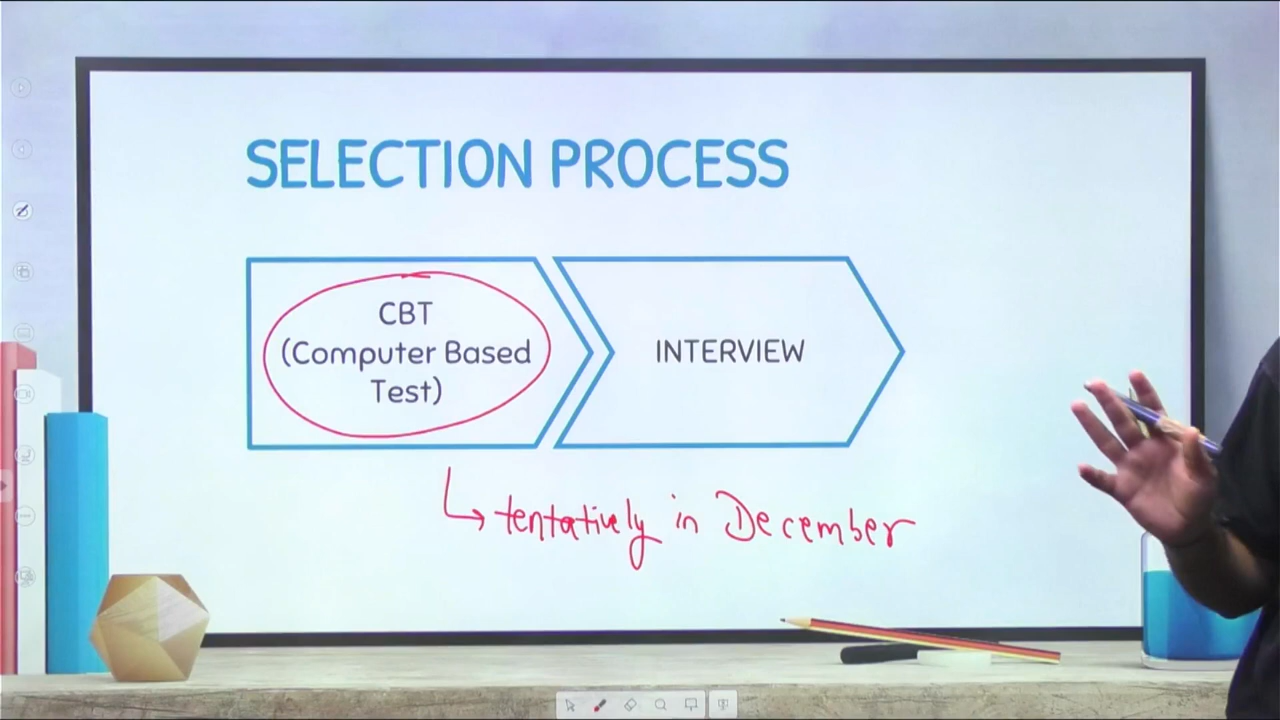 SELECTION PROCESS
CBT
(Computer Based
Test)
INTERVIEW
↳ tentatively in December